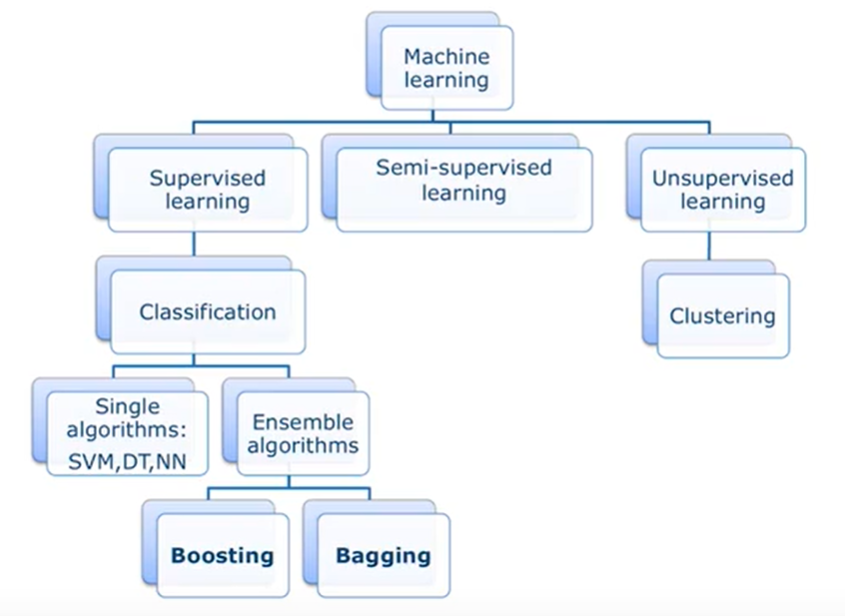 Machine
learning
Supervised
learning
Semi-supervised
learning
Unsupervised
learning
Classification
Clustering
Single
algorithms:
SVM,DT,NN
Ensemble
algorithms
Boosting
Bagging